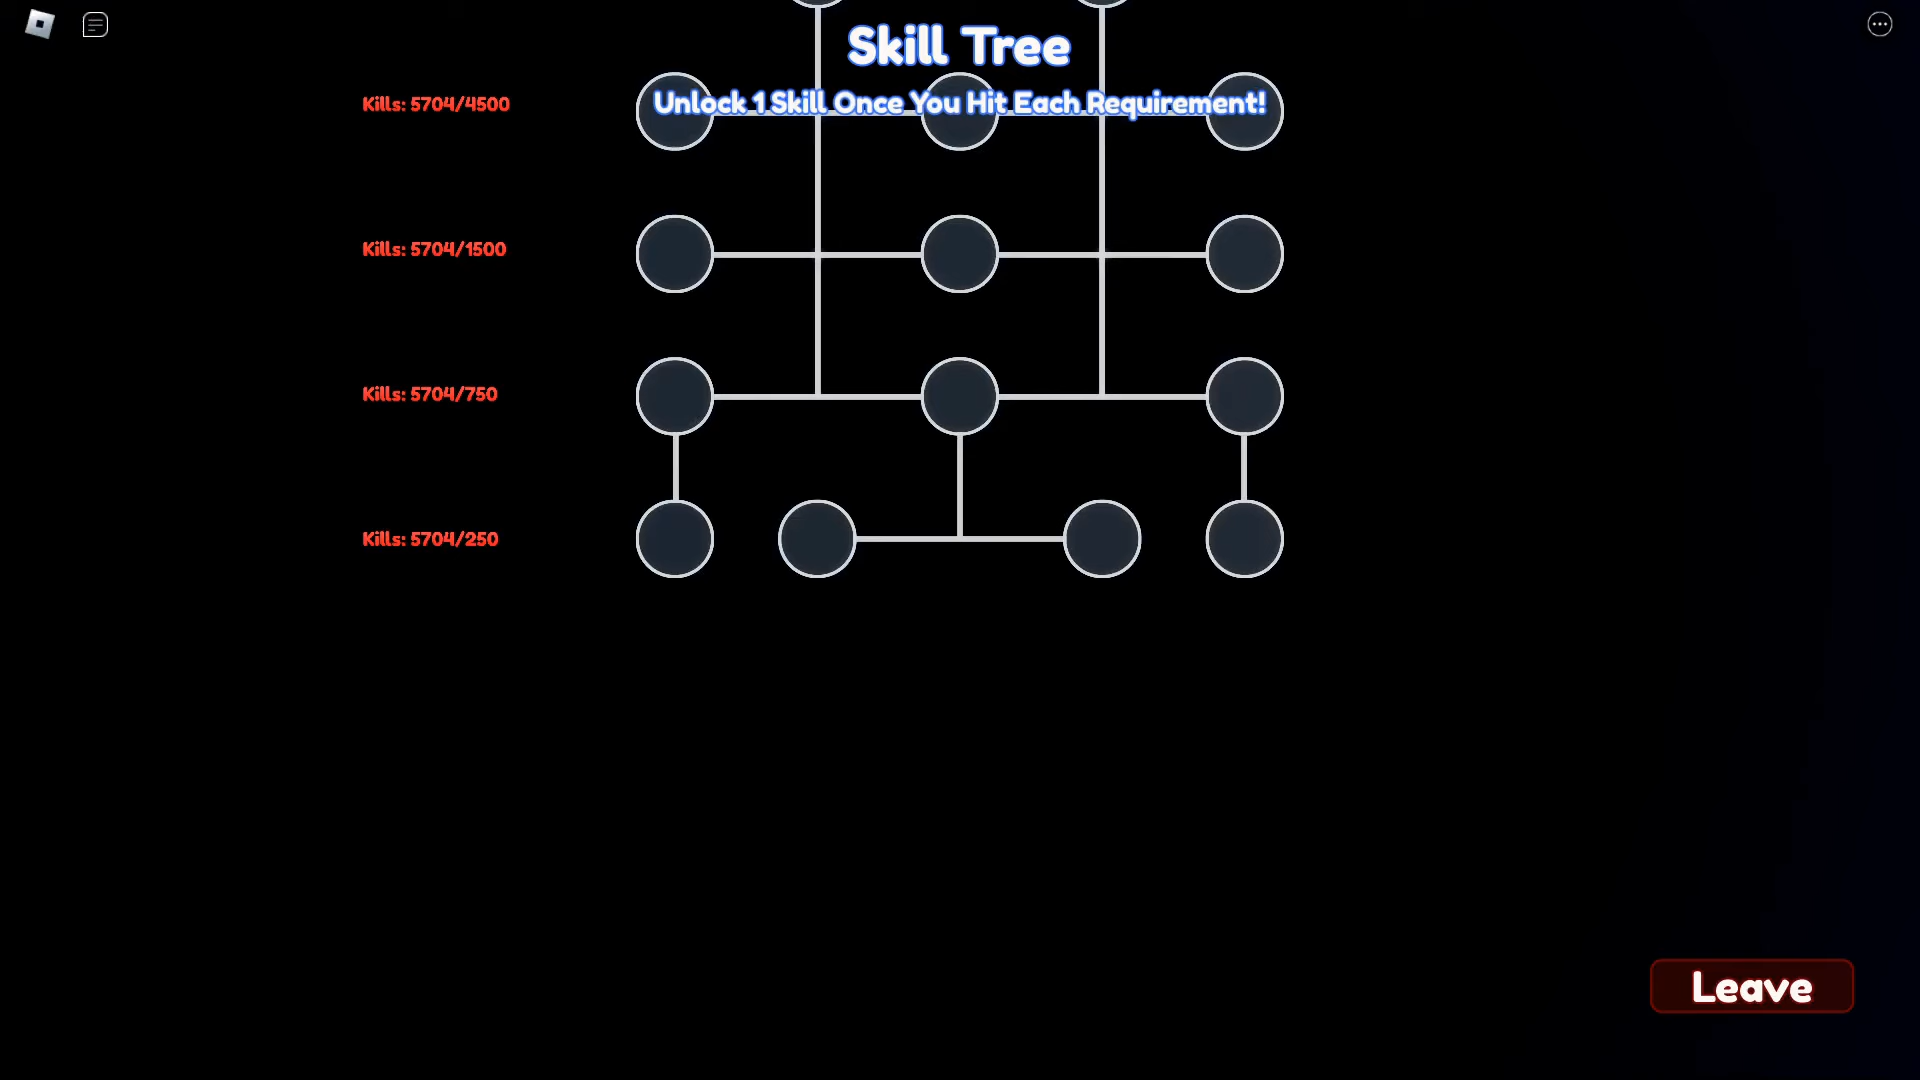 Skill Tree
Unlock 1 Skill Once You Hit Each Requirement!
Kills: 5704/4500
Kills: 5704/1500
Kills: 5704/750
Kills: 5704/250
Leave